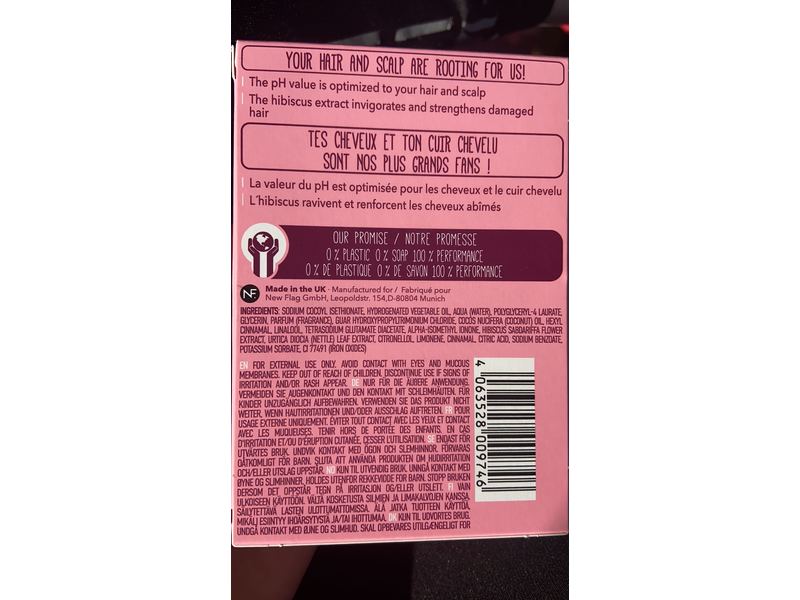 YOUR HAIR AND SCALP ARE ROOTING FOR US!
The pH value is optimized to your hair and scalp
The hibiscus extract invigorates and strengthens damaged
hair
TES CHEVEUX ET TON CUIR CHEVELU
SONT NOS PLUS GRANDS FANS !
La valeur du pH est optimisée pour les cheveux et le cuir chevelu
L'hibiscus ravivent et renforcent les cheveux abîmés
OUR PROMISE / NOTRE PROMESSE
0 % PLASTIC 0 % SOAP 100 % PERFORMANCE
0 % DE PLASTIQUE 0 % DE SAVON 100 % PERFORMANCE
NF
Made in the UK · Manufactured for / Fabriqué pour
New Flag GmbH, Leopoldstr. 154,D-80804 Munich
INGREDIENTS: SODIUM COCOYL ISETHIONATE, HYDROGENATED VEGETABLE OIL, AQUA (WATER), POLYGLYCERYL-4 LAURATE,
GLYCERIN, PARFUM (FRAGRANCE), GUAR HYDROXYPROPYLTRIMONIUM CHLORIDE, COCOS NUCIFERA (COCONUT) OIL, HEXYL
CINNAMAL, LINALOOL, TETRASODIUM GLUTAMATE DIACETATE, ALPHA-ISOMETHYL IONONE, HIBISCUS SABDARIFFA FLOWER
EXTRACT, URTICA DIOCIA (NETTLE) LEAF EXTRACT, CITRONELLOL, LIMONENE, CINNAMAL, CITRIC ACID, SODIUM BENZOATE,
POTASSIUM SORBATE, CI 77491 (IRON OXIDES)
EN FOR EXTERNAL USE ONLY. AVOID CONTACT WITH EYES AND MUCOUS
MEMBRANES. KEEP OUT OF REACH OF CHILDREN. DISCONTINUE USE IF SIGNS OF
IRRITATION AND/OR RASH APPEAR. DE NUR FÜR DIE ÄUßERE ANWENDUNG.
VERMEIDEN SIE AUGENKONTAKT UND DEN KONTAKT MIT SCHLEIMHÄUTEN. FÜR
KINDER UNZUGÄNGLICH AUFBEWAHREN. VERWENDEN SIE DAS PRODUKT NICHT
WEITER, WENN HAUTIRRITATIONEN UND/ODER AUSSCHLAG AUFTRETEN. FR POUR
USAGE EXTERNE UNIQUEMENT. ÉVITER TOUT CONTACT AVEC LES YEUX ET CONTACT
AVEC LES MUQUEUSES. TENIR HORS DE PORTÉE DES ENFANTS. EN CAS
D'IRRITATION ET/OU D'ÉRUPTION CUTANÉE, CESSER L'UTILISATION. SE ENDAST FÖR
UTVÄRTES BRUK. UNDVIK KONTAKT MED ÖGON OCH SLEMHINNOR. FÖRVARAS
OÅTKOMLIGT FÖR BARN. SLUTA ATT ANVÄNDA PRODUKTEN OM HUDIRRITATION
OCH/ELLER UTSLAG UPPSTÅR. NO KUN TIL UTVENDIG BRUK. UNNGÅ KONTAKT MED
ØYNE OG SLIMHINNER. HOLDES UTENFOR REKKEVIDDE FOR BARN. STOPP BRUKEN
DERSOM DET OPPSTÅR TEGN PÅ IRRITASJON OG/ELLER UTSLETT. FI VAIN
ULKOISEEN KÄYTTÖÖN. VÄLTÄ KOSKETUSTA SILMIEN JA LIMAKALVOJEN KANSSA.
SÄILYTETTÄVÄ LASTEN ULOTTUMATTOMISSA. ÄLÄ JATKA TUOTTEEN KÄYTTÖÄ,
MIKÄLI ESIINTYY IHOÄRSYTYSTÄ JA/TAI IHOTTUMAA. DK KUN TIL UDVORTES BRUG.
UNDGÅ KONTAKT MED ØJNE OG SLIMHUD. SKAL OPBEVARES UTILGÆNGELIGT FOR
4 063528 009746